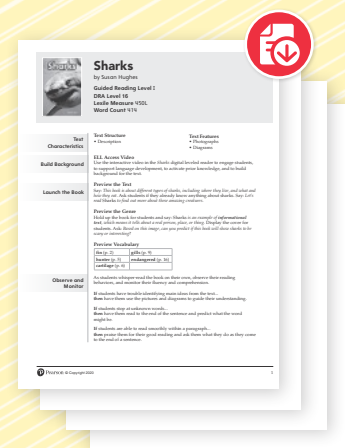 Sharks
Sharks
by Susan Hughes
Guided Reading Level I
DRA Level 16
Lexile Measure 450L
Word Count 414
Text
Characteristics
Text Structure
• Description
Text Features
• Photographs
• Diagrams
Build Background
ELL Access Video
Use the interactive video in the Sharks digital leveled reader to engage students,
to support language development, to activate prior knowledge, and to build
background for the text.
Launch the Book
Preview the Text
Say: This book is about different types of sharks, including where they live, and what and
how they eat. Ask students if they already know anything about sharks. Say: Let's
read Sharks to find out more about these amazing creatures.
Preview the Genre
Hold up the book for students and say: Sharks is an example of informational
text, which means it tells about a real person, place, or thing. Display the cover for
students. Ask: Based on this image, can you predict if this book will show sharks to be
scary or interesting?
Preview Vocabulary
fin (p. 2)
gills (p. 9)
hunter (p. 5)
endangered (p. 16)
cartilage (p. 6)
Observe and
Monitor
As students whisper-read the book on their own, observe their reading
behaviors, and monitor their fluency and comprehension.
If students have trouble identifying main ideas from the text...
then have them use the pictures and diagrams to guide their understanding.
If students stop at unknown words...
then have them read to the end of the sentence and predict what the word
might be.
If students are able to read smoothly within a paragraph...
then praise them for their good reading and ask them what they do as they come
to the end of a sentence.
Pearson © Copyright 2020
1